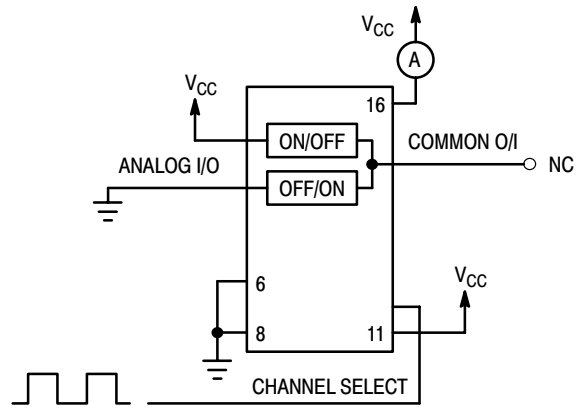 VCC
A
VCC
16
ON/OFF
COMMON O/I
NC
ANALOG I/O
OFF/ON
6
VCC
8
11
CHANNEL SELECT